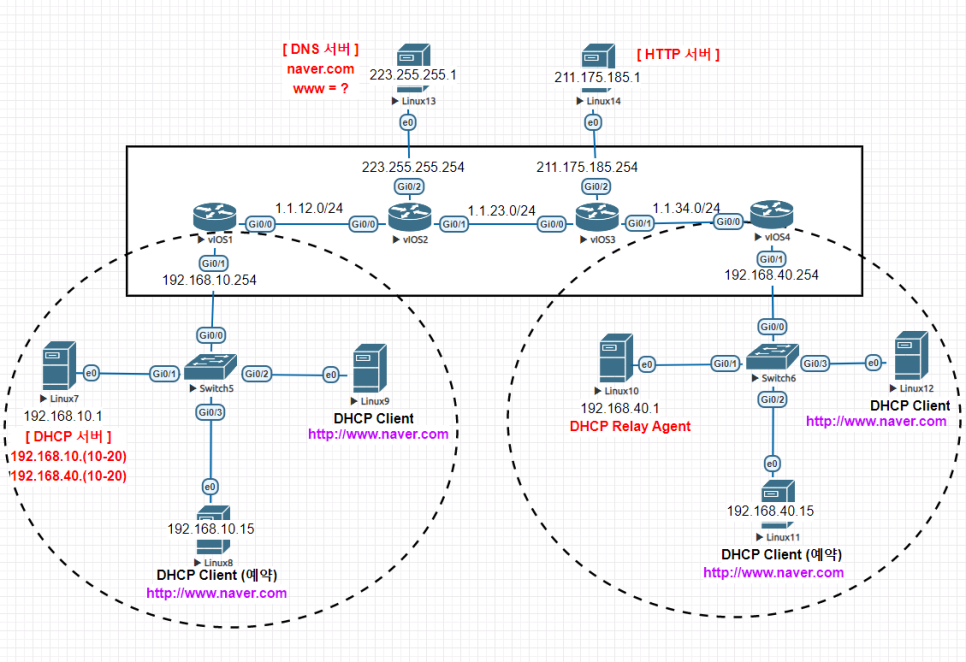 [ DNS 서버 ]
naver.com
www = ?
223.255.255.1
Linux13
e0
[ HTTP 서버 ]
211.175.185.1
Linux14
e0
223.255.255.254
Gi0/2
211.175.185.254
Gi0/2
vIOS1
Gi0/0
1.1.12.0/24
Gi0/0
vIOS2
Gi0/1
1.1.23.0/24
Gi0/0
vIOS3
Gi0/1
1.1.34.0/24
Gi0/0
vIOS4
Gi0/1
192.168.10.254
Gi0/1
192.168.40.254
Gi0/0
Switch5
Gi0/1
Gi0/2
Gi0/3
e0
Linux7
192.168.10.1
[ DHCP 서버 ]
192.168.10.(10-20)
192.168.40.(10-20)
e0
Linux9
DHCP Client
http://www.naver.com
e0
192.168.10.15
Linux8
DHCP Client (예약)
http://www.naver.com
Gi0/0
Switch6
Gi0/1
Gi0/3
Gi0/2
e0
Linux10
192.168.40.1
DHCP Relay Agent
e0
Linux12
DHCP Client
http://www.naver.com
e0
192.168.40.15
Linux11
DHCP Client (예약)
http://www.naver.com